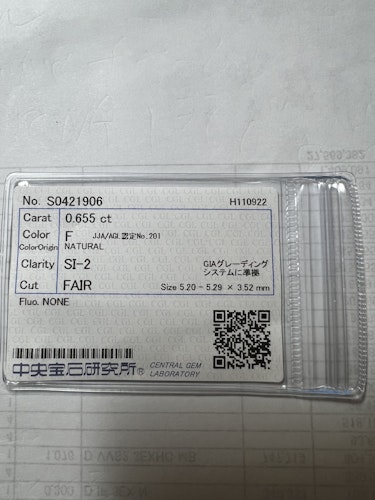 No. S0421906 H110922
Carat 0.655 ct
Color F JJA/AGL認定No.201
ColorOrigin NATURAL
Clarity SI-2 GIAグレーディング
システムに準拠
Cut FAIR Size 5.20 - 5.29 × 3.52 mm
Fluo. NONE
中央宝石研究所® CENTRAL GEM
LABORATORY